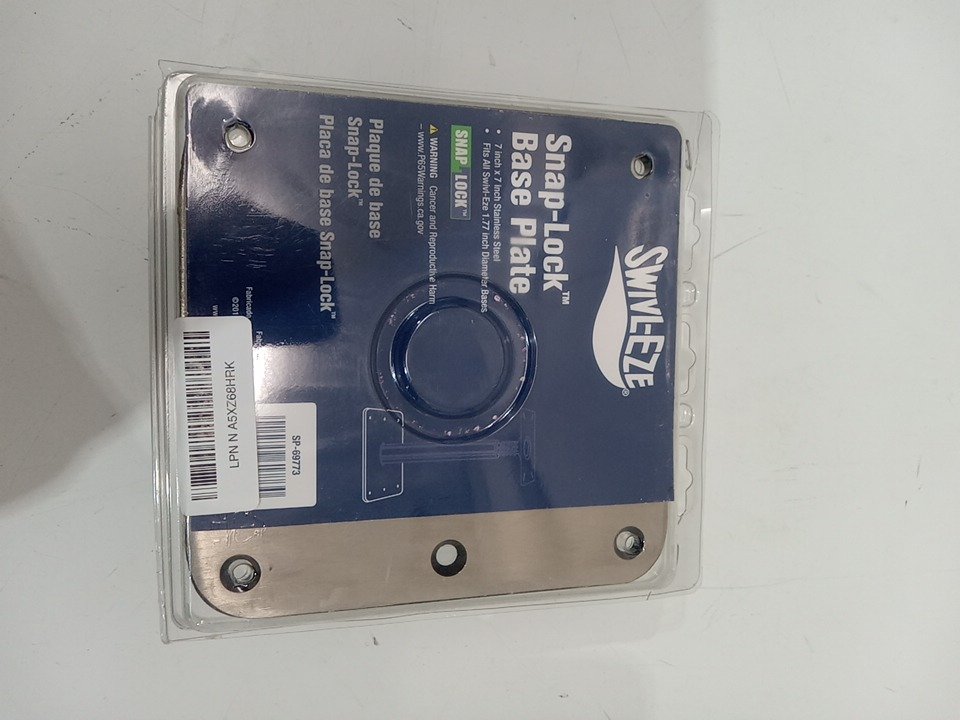 SWIVL-EZE®
Snap-Lock™
Base Plate
• 7 inch x 7 Inch Stainless Steel
• Fits All Swivl-Eze 1.77 inch Diameter Bases
SNAP LOCK™
⚠ WARNING Cancer and Reproductive Harm
– www.P65Warnings.ca.gov
Plaque de base
Snap-Lock™
Placa de base Snap-Lock™
SP-69773
LPN N A5XZ68HRK